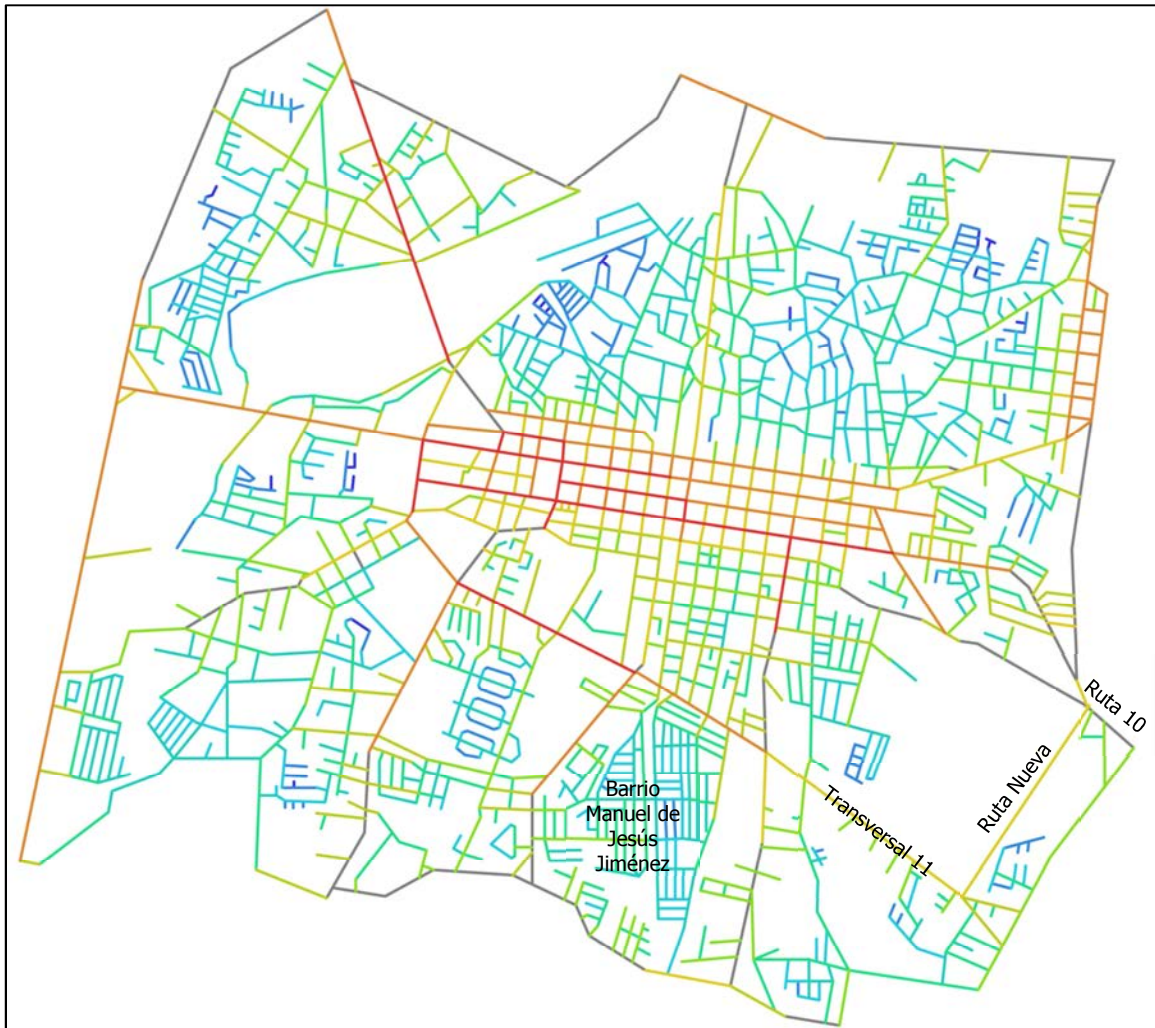 Ruta 10
Ruta Nueva
Transversal 11
Barrio
Manuel de
Jesús
Jiménez